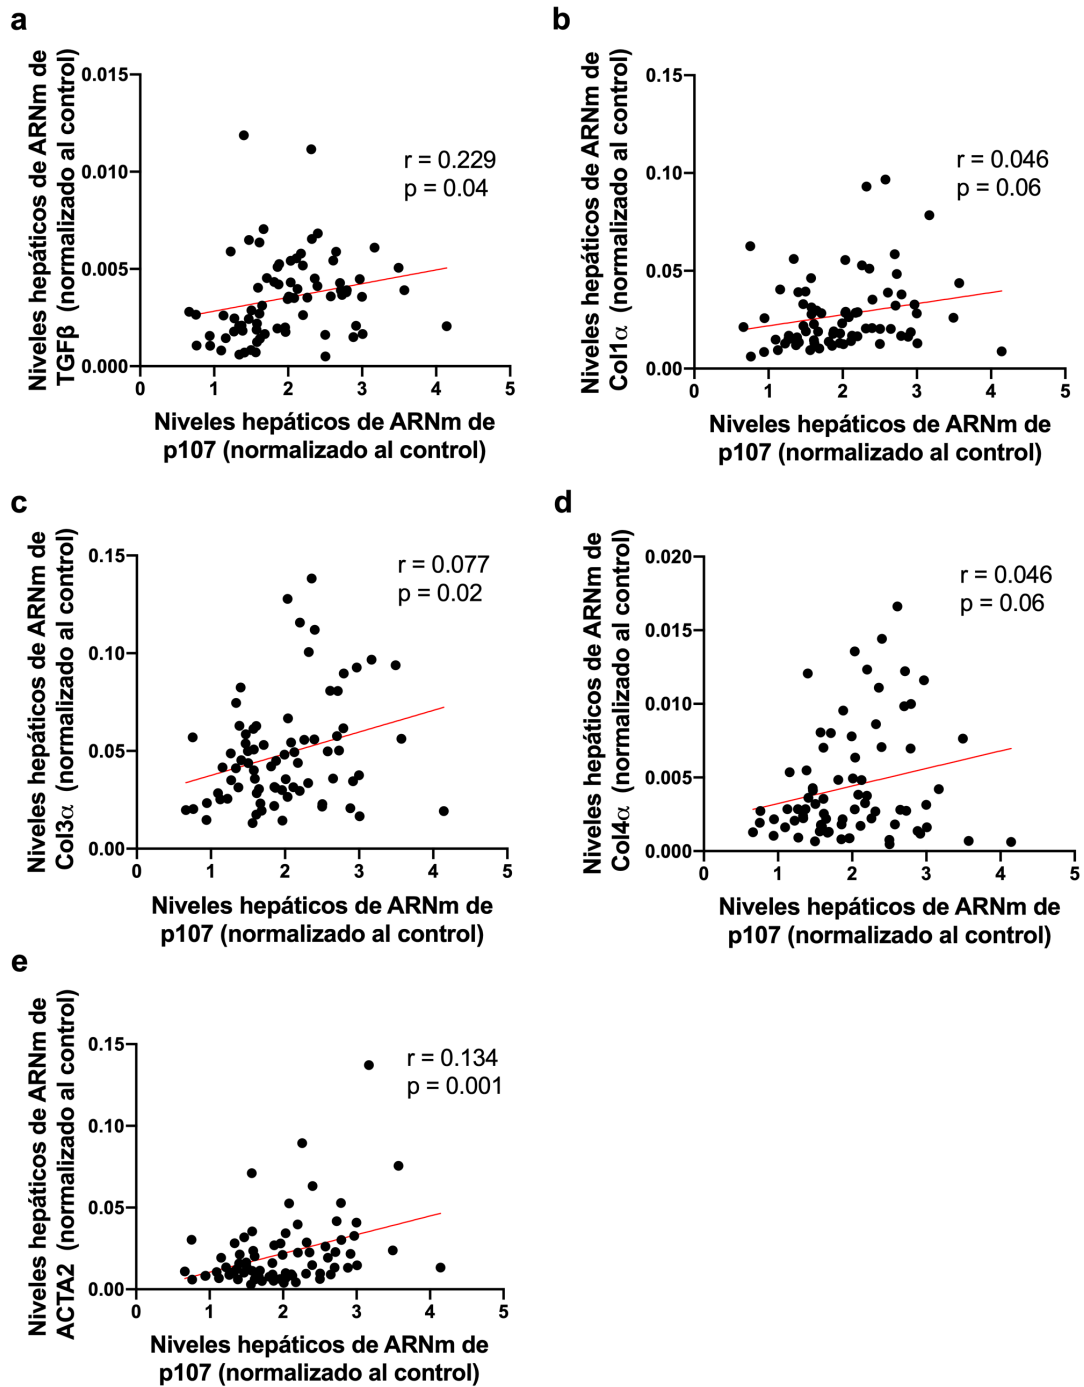 a
Niveles hepáticos de ARNm de
TGFβ (normalizado al control)
0.015
0.010
0.005
0.000
r = 0.229
p = 0.04
0 1 2 3 4 5
Niveles hepáticos de ARNm de
p107 (normalizado al control)
b
Niveles hepáticos de ARNm de
Col1α (normalizado al control)
0.15
0.10
0.05
0.00
r = 0.046
p = 0.06
0 1 2 3 4 5
Niveles hepáticos de ARNm de
p107 (normalizado al control)
c
Niveles hepáticos de ARNm de
Col3α (normalizado al control)
0.15
0.10
0.05
0.00
r = 0.077
p = 0.02
0 1 2 3 4 5
Niveles hepáticos de ARNm de
p107 (normalizado al control)
d
Niveles hepáticos de ARNm de
Col4α (normalizado al control)
0.020
0.015
0.010
0.005
0.000
r = 0.046
p = 0.06
0 1 2 3 4 5
Niveles hepáticos de ARNm de
p107 (normalizado al control)
e
Niveles hepáticos de ARNm de
ACTA2 (normalizado al control)
0.15
0.10
0.05
0.00
r = 0.134
p = 0.001
0 1 2 3 4 5
Niveles hepáticos de ARNm de
p107 (normalizado al control)